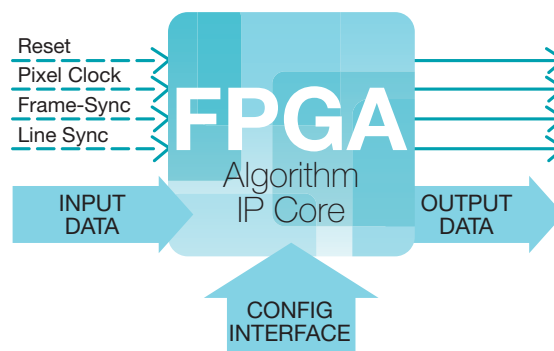 Reset
Pixel Clock
Frame-Sync
Line Sync
FPGA
Algorithm
IP Core
INPUT
DATA
OUTPUT
DATA
CONFIG
INTERFACE